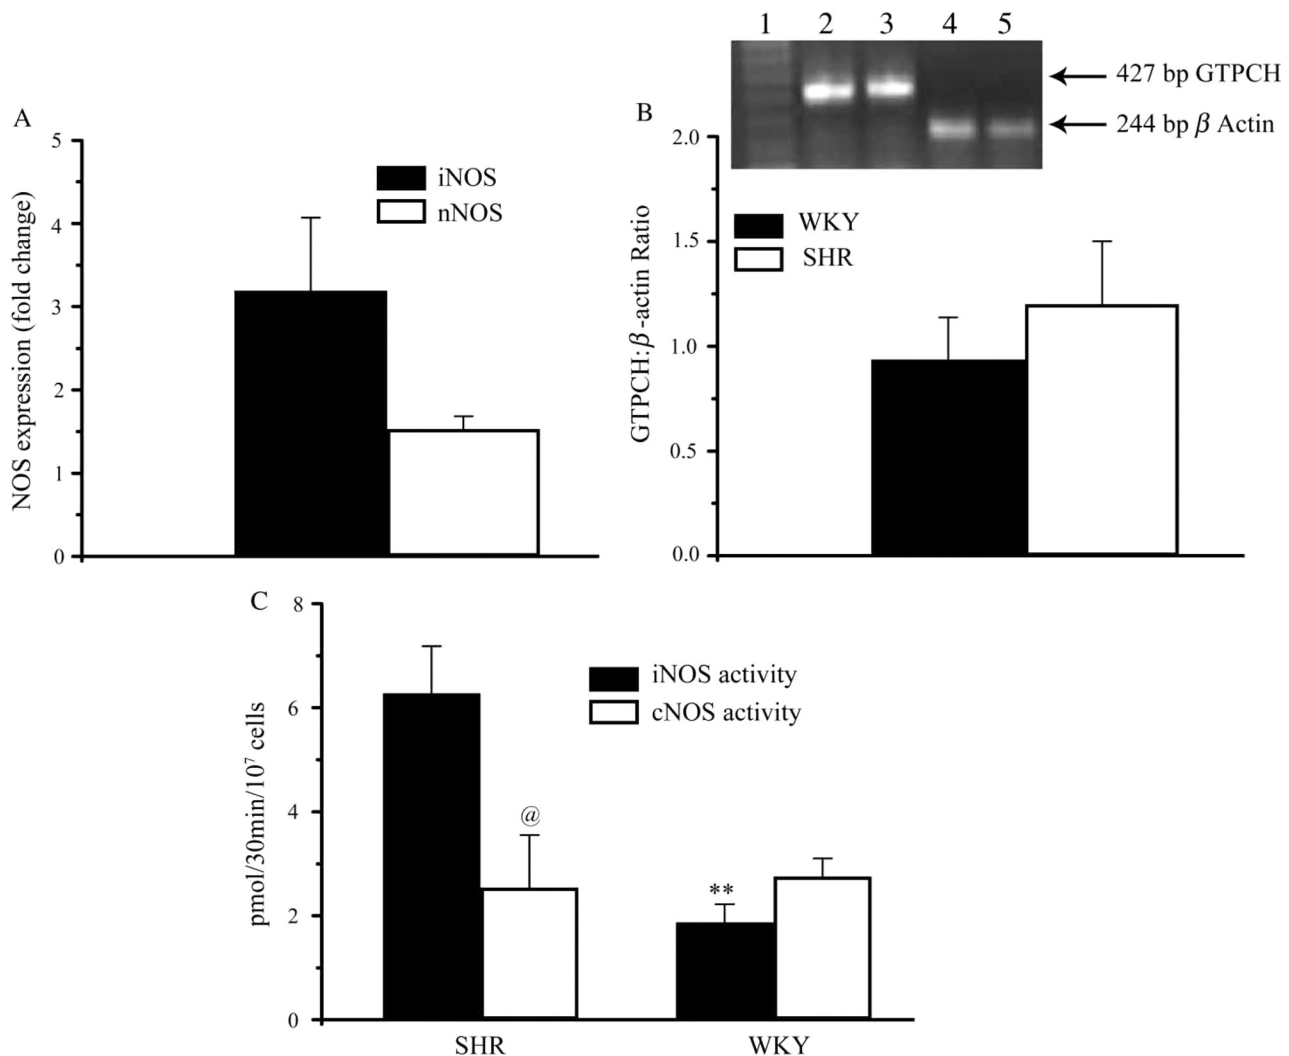 A
5
4
3
2
1
0
NOS expression (fold change)
iNOS
nNOS
B
1 2 3 4 5
427 bp GTPCH
244 bp β Actin
2.0
1.5
1.0
0.5
0.0
GTPCH:β-actin Ratio
WKY
SHR
C
8
6
4
2
0
pmol/30min/10⁷ cells
iNOS activity
cNOS activity
@
**
SHR WKY